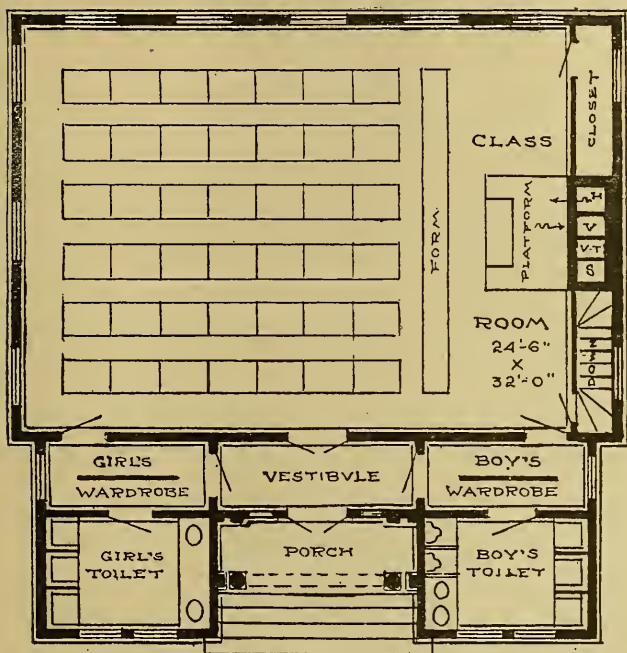 CLASS
CLOSET
FORM
PLATFORM
H
V
V-T
S
ROOM
24'-6"
X
32'-0"
DOWN
GIRL'S
WARDROBE
VESTIBVLE
BOY'S
WARDROBE
GIRL'S
TOILET
PORCH
BOY'S
TOILET